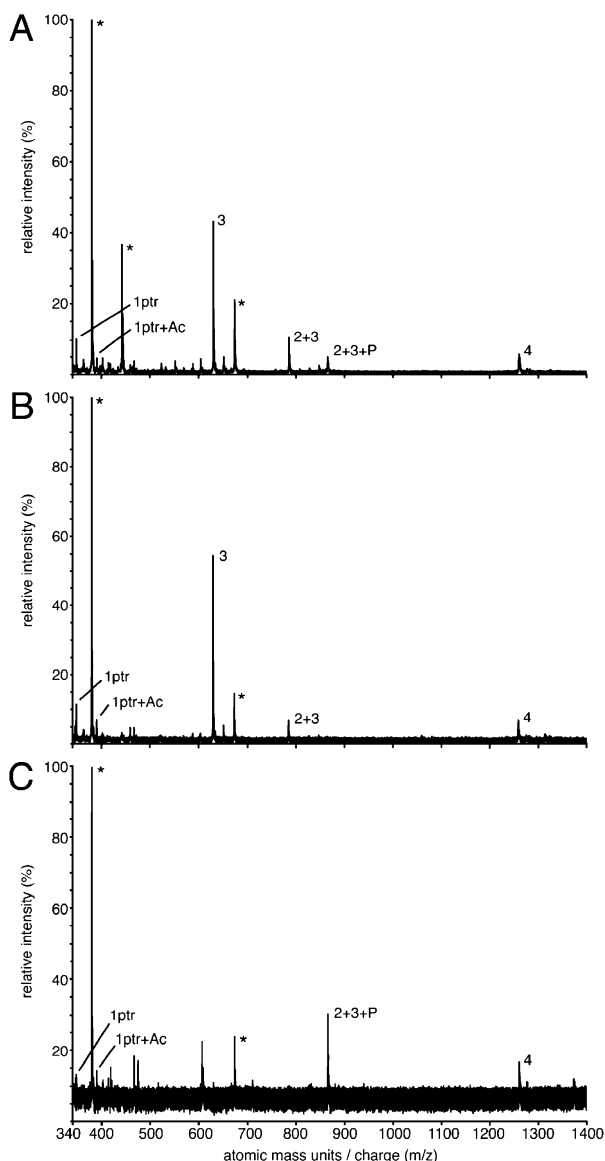 A
relative intensity (%)
100
80
60
40
20
*
*
3
*
1ptr
1ptr+Ac
2+3
2+3+P
4
B
relative intensity (%)
100
80
60
40
20
*
3
*
1ptr
1ptr+Ac
2+3
4
C
relative intensity (%)
100
80
60
40
20
*
1ptr
1ptr+Ac
*
2+3+P
4
340 400 500 600 700 800 900 1000 1100 1200 1300 1400
atomic mass units / charge (m/z)